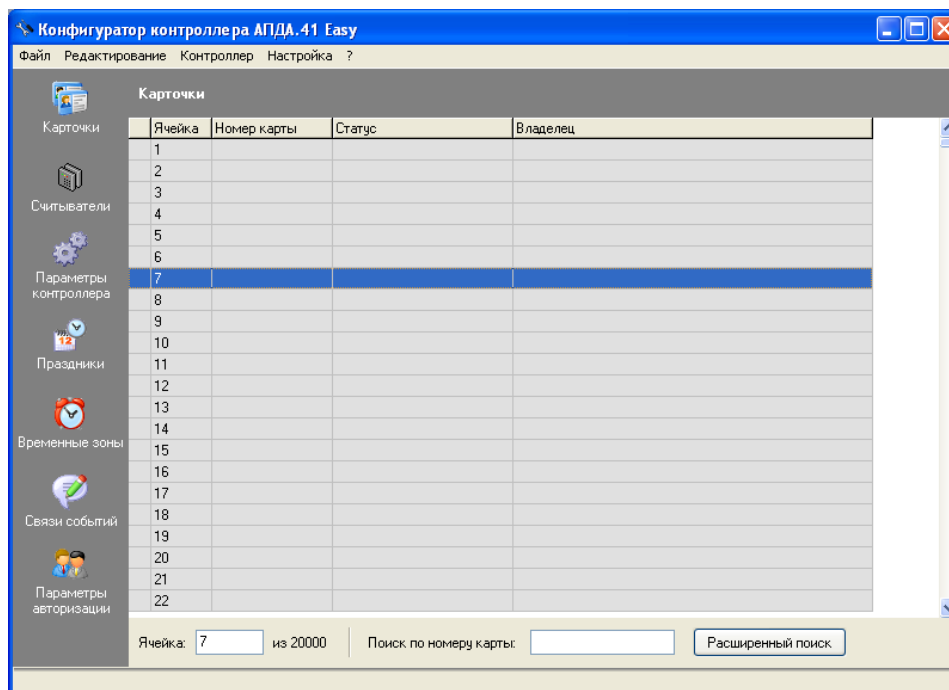 Конфигуратор контроллера АПДА.41 Easy
Файл Редактирование Контроллер Настройка ?
Карточки
Карточки
Ячейка Номер карты Статус Владелец
1
2
3
4
5
6
7
8
9
10
11
12
13
14
15
16
17
18
19
20
21
22
Считыватели
Параметры
контроллера
12
Праздники
Временные зоны
Связи событий
Параметры
авторизации
Ячейка: 7 из 20000 Поиск по номеру карты: Расширенный поиск